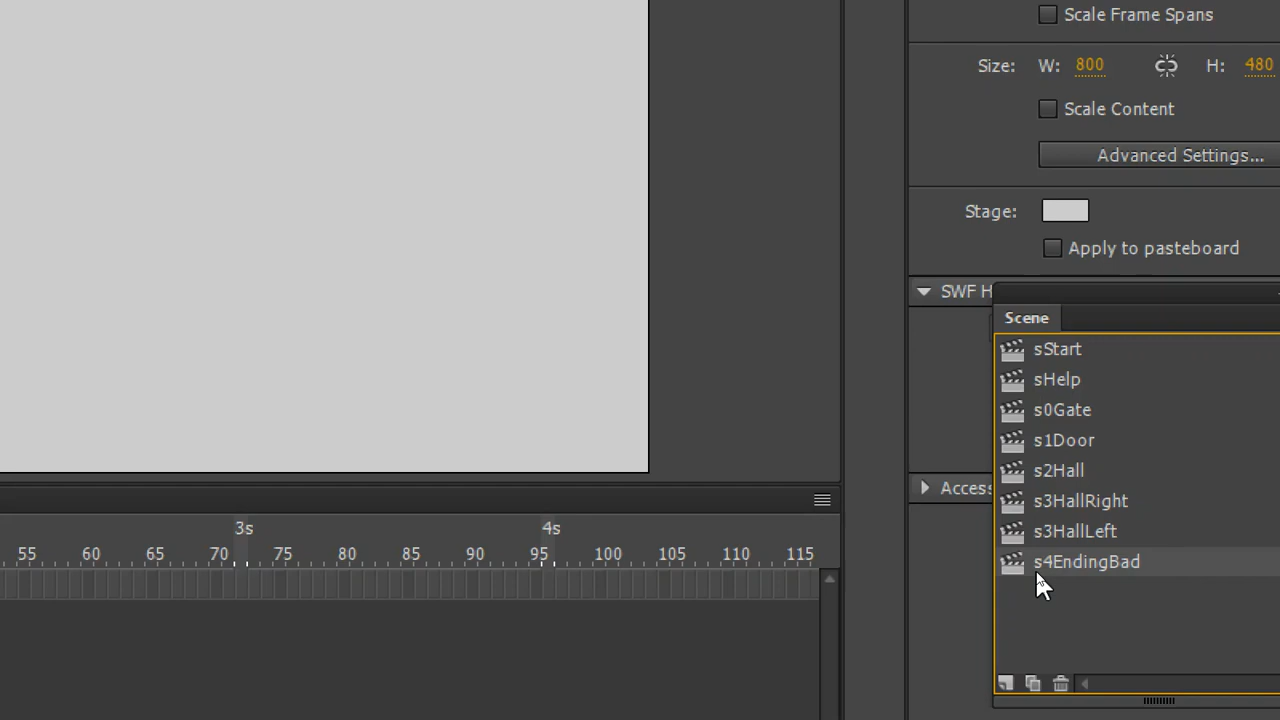 Scale Frame Spans
Size: W: 800 H: 480
Scale Content
Advanced Settings...
Stage:
Apply to pasteboard
SWF H
Scene
sStart
sHelp
s0Gate
s1Door
s2Hall
Access
s3HallRight
s3HallLeft
s4EndingBad
3s 4s
55 60 65 70 75 80 85 90 95 100 105 110 115